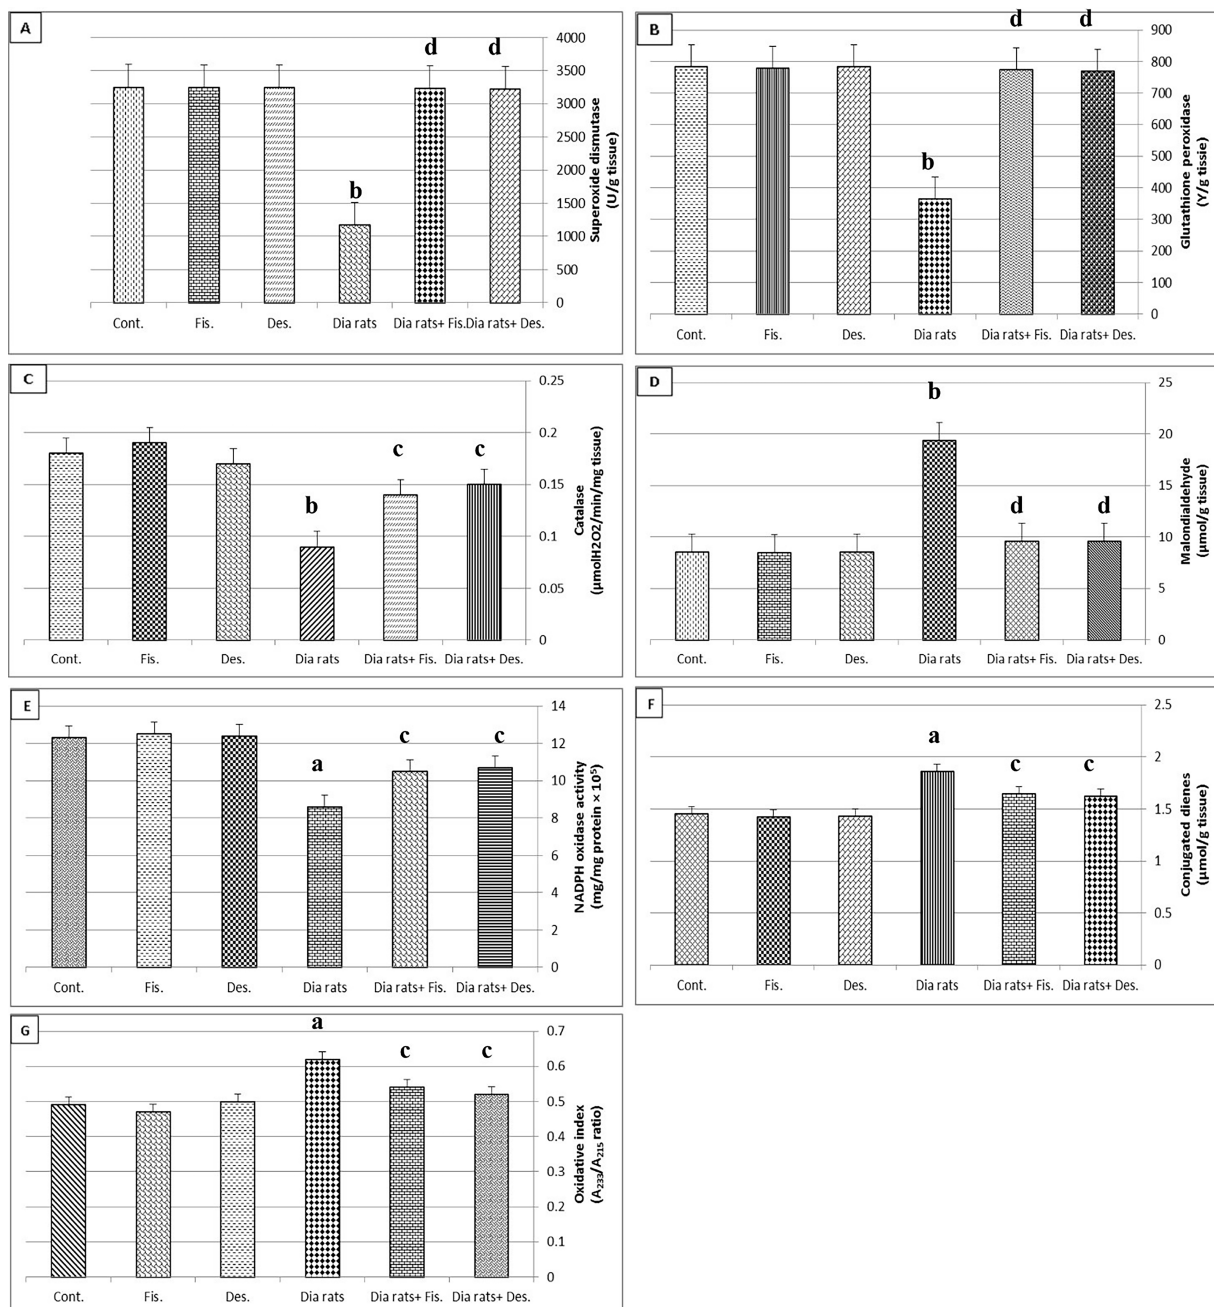 A
d d
b
4000
3500
3000
2500
2000
1500
1000
500
0
Superoxide dismutase
(U/g tissue)
Cont. Fis. Des. Dia rats Dia rats+ Fis. Dia rats+ Des.
B
d d
b
900
800
700
600
500
400
300
200
100
0
Glutathione peroxidase
(Y/g tissie)
Cont. Fis. Des. Dia rats Dia rats+ Fis. Dia rats+ Des.
C
c c
b
0.25
0.2
0.15
0.1
0.05
0
Catalase
(µmolH2O2/min/mg tissue)
Cont. Fis. Des. Dia rats Dia rats+ Fis. Dia rats+ Des.
D
b
d d
25
20
15
10
5
0
Malondialdehyde
(µmol/g tissue)
Cont. Fis. Des. Dia rats Dia rats+ Fis. Dia rats+ Des.
E
a c c
14
12
10
8
6
4
2
0
NADPH oxidase activity
(mg/mg protein × 10⁵)
Cont. Fis. Des. Dia rats Dia rats+ Fis. Dia rats+ Des.
F
a
c c
2.5
2
1.5
1
0.5
0
Conjugated dienes
(µmol/g tissue)
Cont. Fis. Des. Dia rats Dia rats+ Fis. Dia rats+ Des.
G
a
c c
0.7
0.6
0.5
0.4
0.3
0.2
0.1
0
Oxidative index
(A₂₃₃/A₂₁₅ ratio)
Cont. Fis. Des. Dia rats Dia rats+ Fis. Dia rats+ Des.